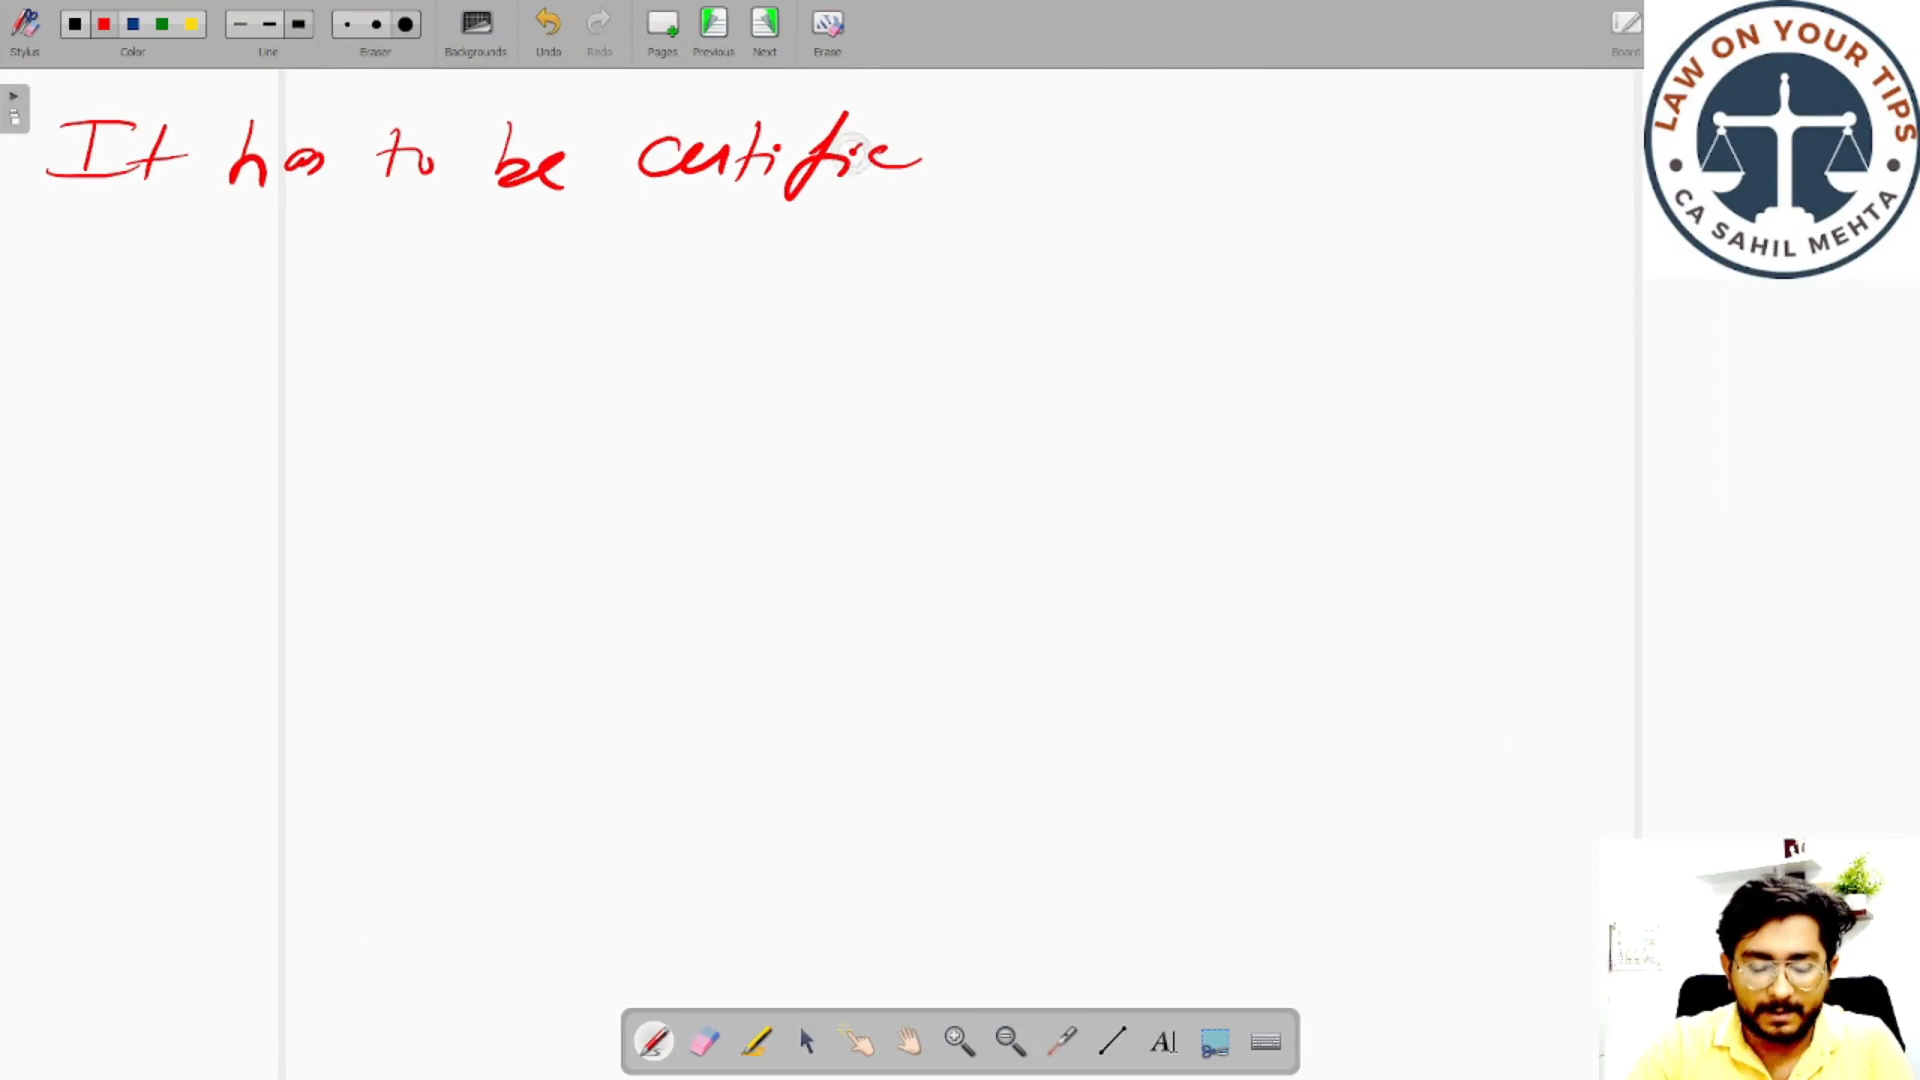 Stylus
Color
Line
Eraser
Backgrounds
Undo
Redo
Pages
Previous
Next
Erase
Board
It has to be certifie
LAW ON YOUR TIPS
CA SAHIL MEHTA